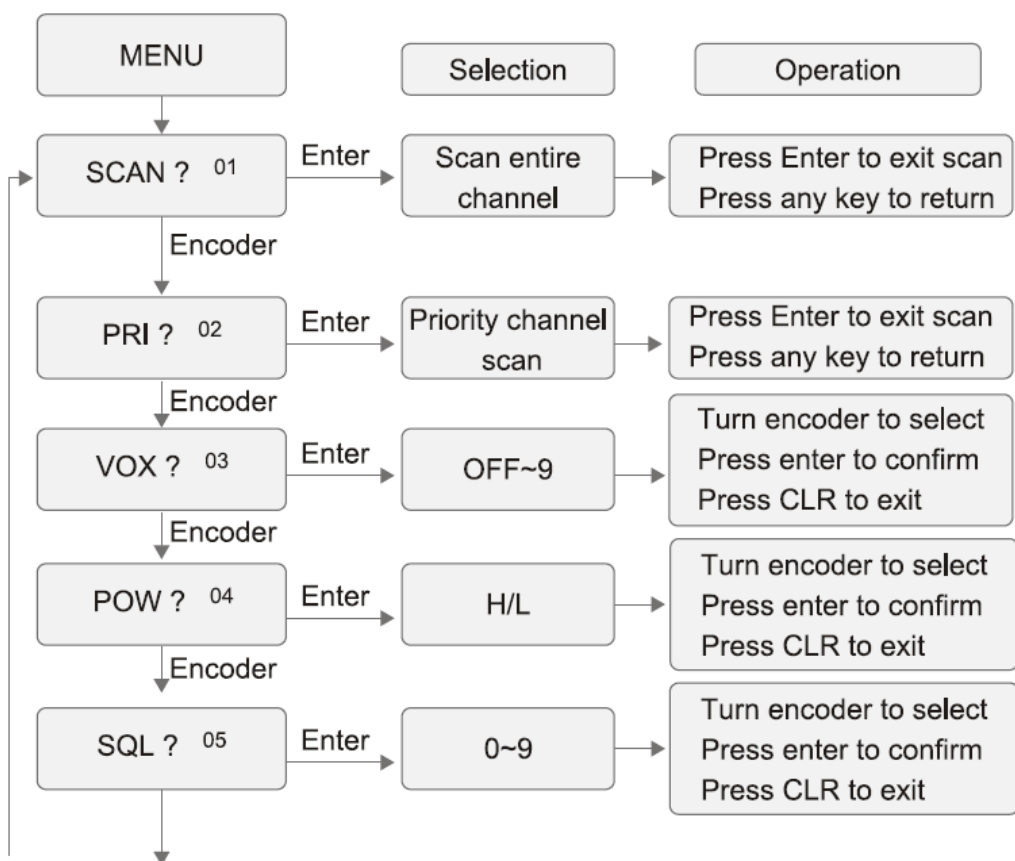 MENU
Selection
Operation
SCAN ? 01
Enter
Scan entire
channel
Press Enter to exit scan
Press any key to return
Encoder
PRI ? 02
Enter
Priority channel
scan
Press Enter to exit scan
Press any key to return
Encoder
VOX ? 03
Enter
OFF~9
Turn encoder to select
Press enter to confirm
Press CLR to exit
Encoder
POW ? 04
Enter
H/L
Turn encoder to select
Press enter to confirm
Press CLR to exit
Encoder
SQL ? 05
Enter
0~9
Turn encoder to select
Press enter to confirm
Press CLR to exit